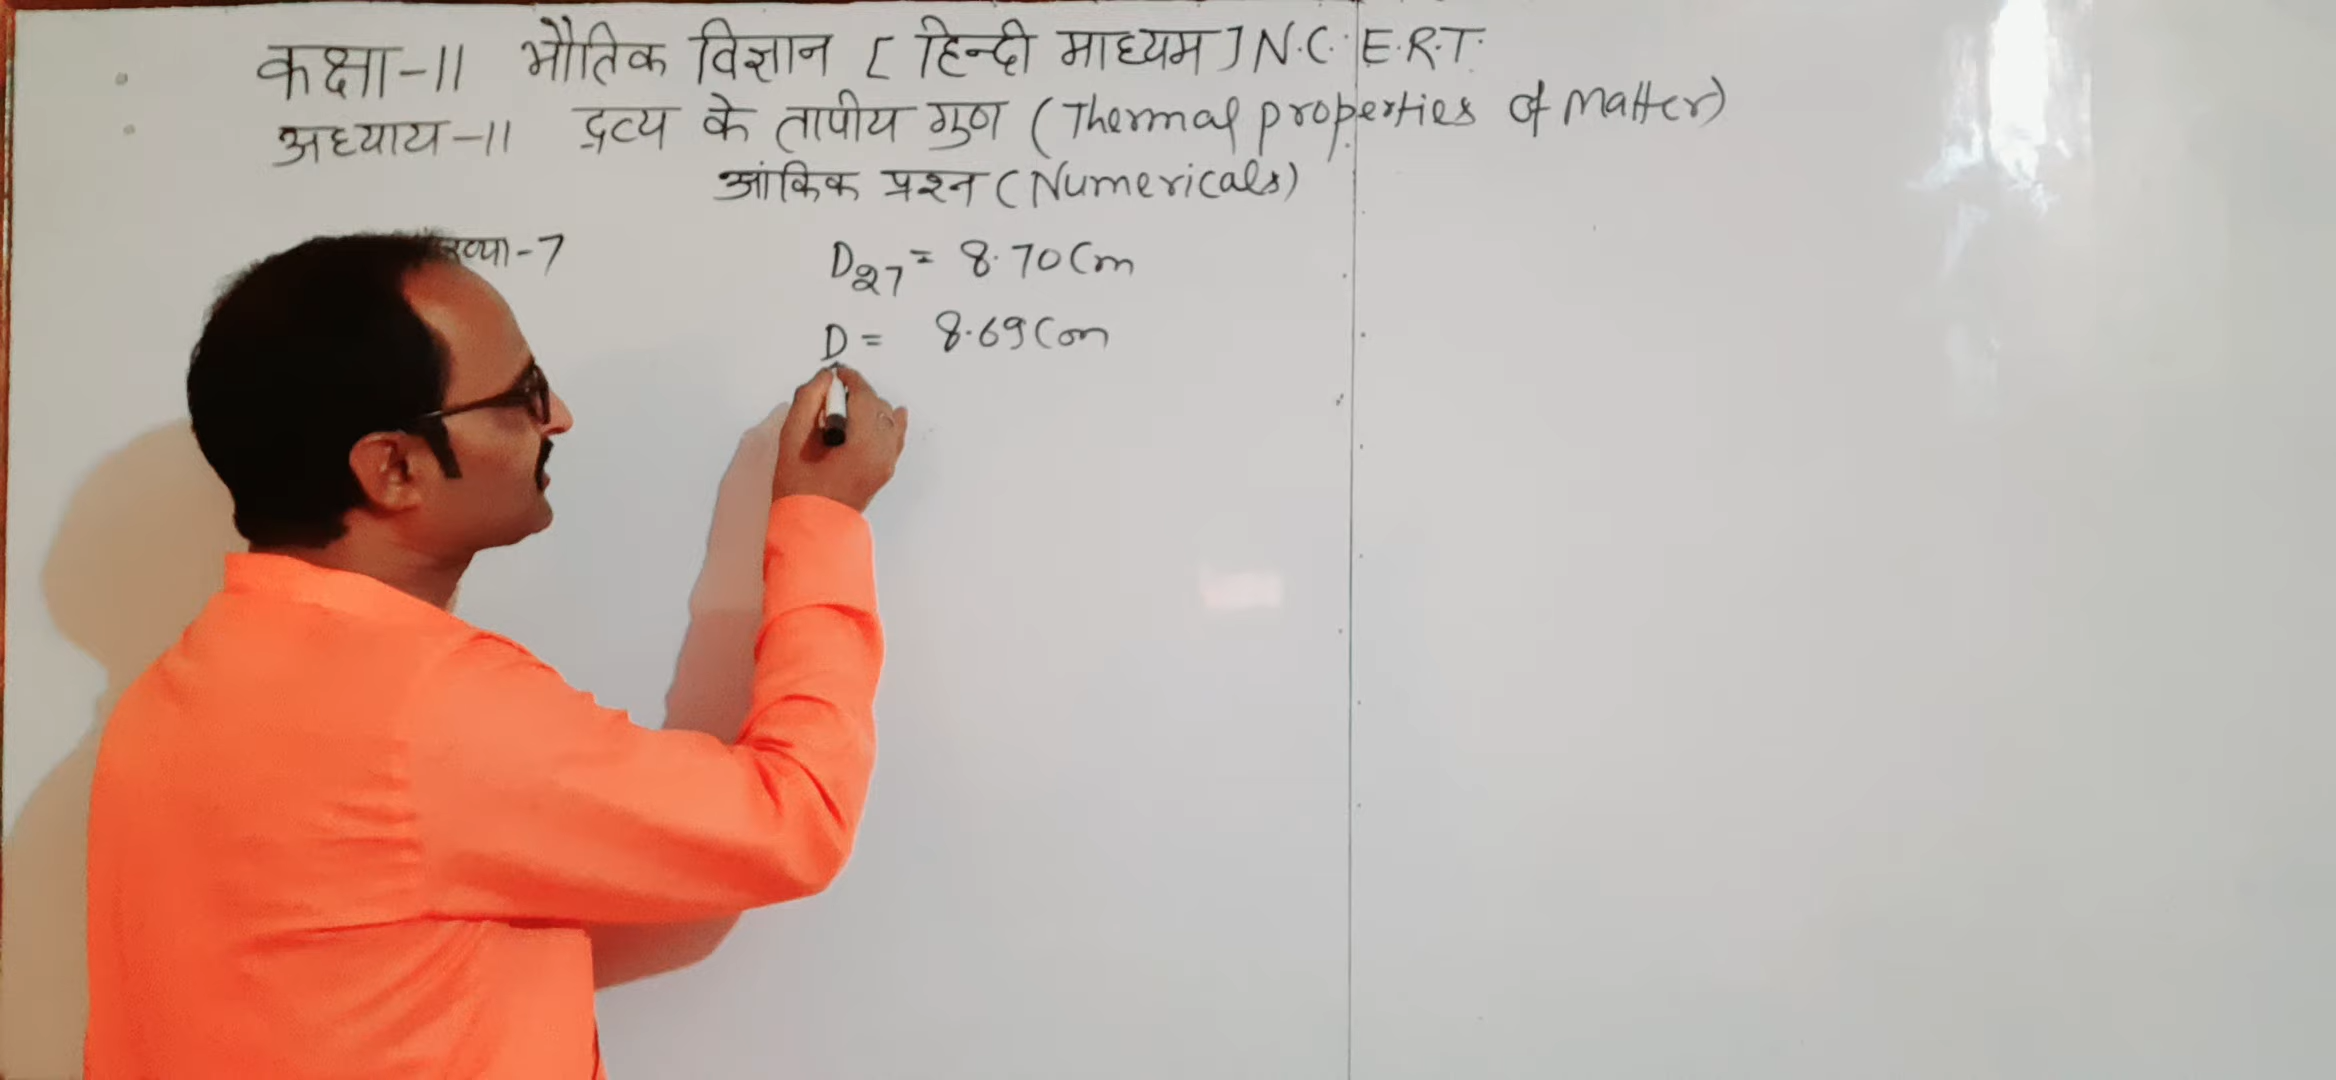 कक्षा-11 भौतिक विज्ञान [ हिन्दी माध्यम ] N.C.E.R.T.
अध्याय-11 द्रव्य के तापीय गुण (Thermal properties of Matter)
आंकिक प्रश्न (Numericals)
-7
D27 = 8.70 Cm
D = 8.69 Cm